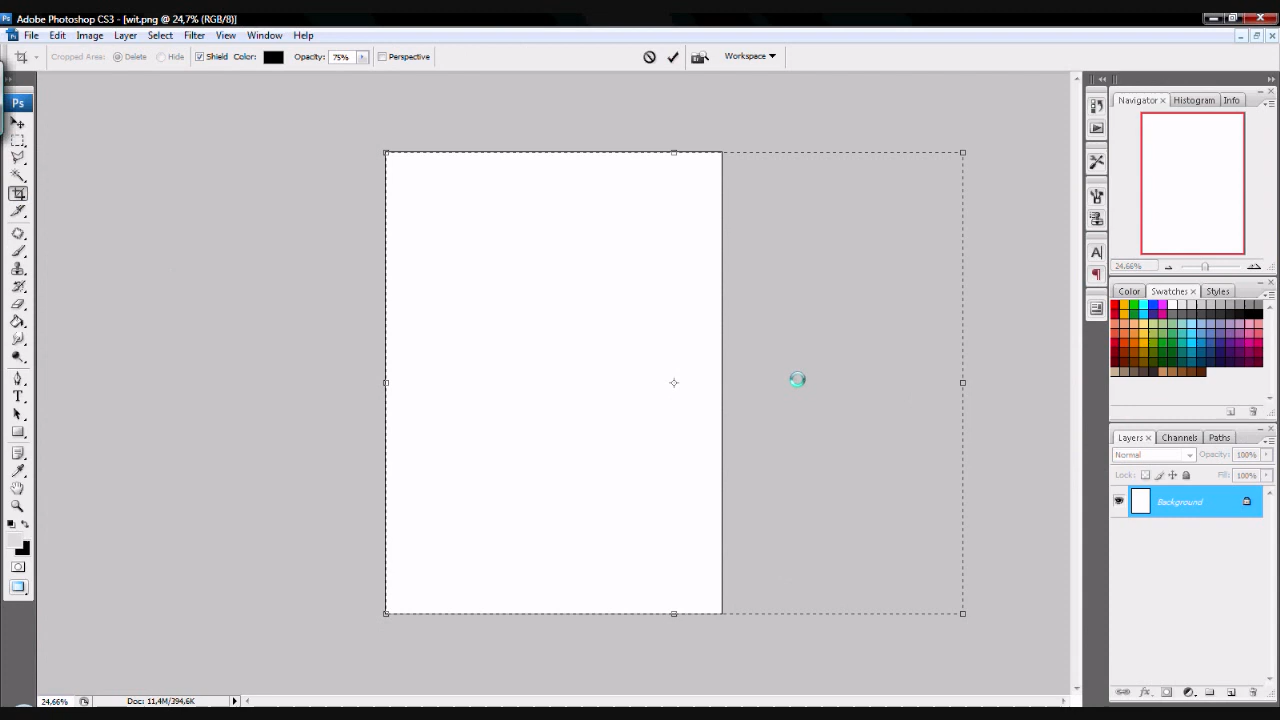 Ps Adobe Photoshop CS3 - [wit.png @ 24,7% (RGB/8)]
File Edit Image Layer Select Filter View Window Help
Cropped Area: Delete Hide Shield Color: Opacity: 75% Perspective Workspace
Ps
Navigator × Histogram Info
24.66%
Color Swatches × Styles
Layers × Channels Paths
Normal Opacity: 100%
Lock: Fill: 100%
Background
T
A
24,66% Doc: 11,4M/394,6K